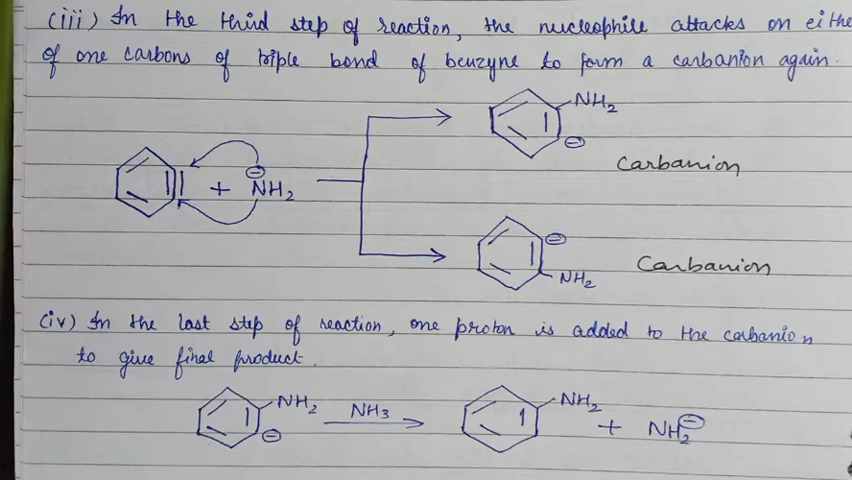 (iii) In the third step of reaction, the nucleophile attacks on eithe
of one carbons of triple bond of benzyne to form a carbanion again.
NH2
⊖
Carbanion
+ ⊖NH2
⊖
NH2
Carbanion
(iv) In the last step of reaction, one proton is added to the carbanion
to give final product.
NH2
⊖
NH3
NH2
+ NH2⊖